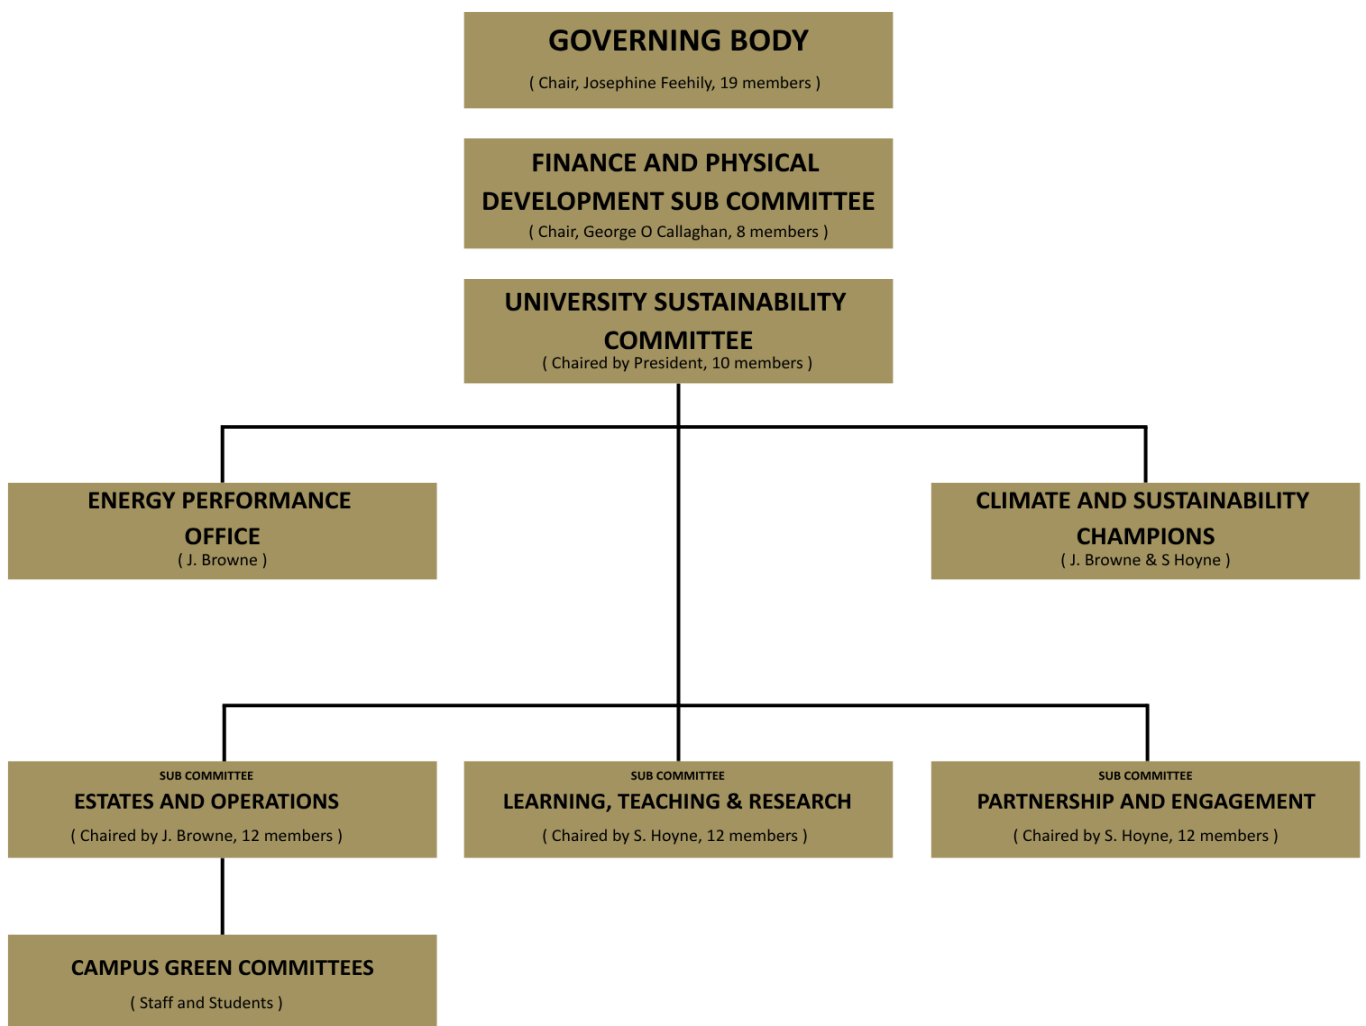 GOVERNING BODY
( Chair, Josephine Feehily, 19 members )
FINANCE AND PHYSICAL
DEVELOPMENT SUB COMMITTEE
( Chair, George O Callaghan, 8 members )
UNIVERSITY SUSTAINABILITY
COMMITTEE
( Chaired by President, 10 members )
ENERGY PERFORMANCE
OFFICE
( J. Browne )
CLIMATE AND SUSTAINABILITY
CHAMPIONS
( J. Browne & S Hoyne )
SUB COMMITTEE
ESTATES AND OPERATIONS
( Chaired by J. Browne, 12 members )
SUB COMMITTEE
LEARNING, TEACHING & RESEARCH
( Chaired by S. Hoyne, 12 members )
SUB COMMITTEE
PARTNERSHIP AND ENGAGEMENT
( Chaired by S. Hoyne, 12 members )
CAMPUS GREEN COMMITTEES
( Staff and Students )